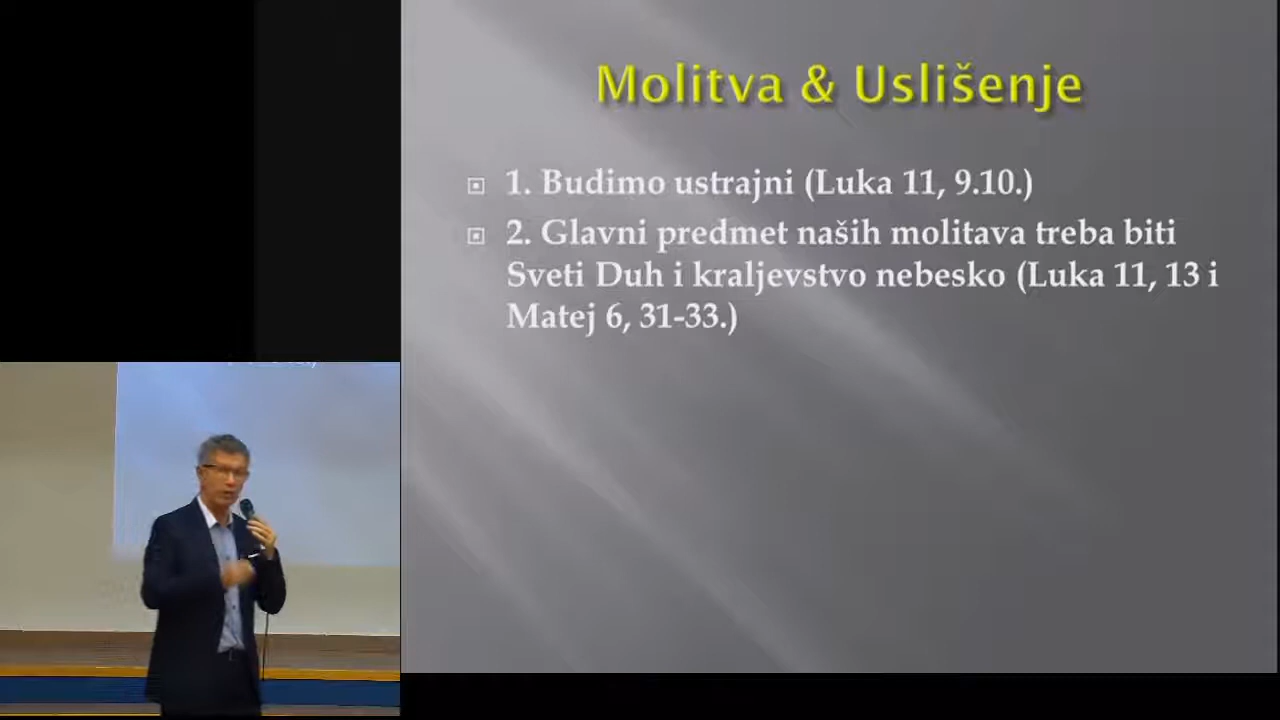 Molitva & Uslišenje
1. Budimo ustrajni (Luka 11, 9.10.)
2. Glavni predmet naših molitava treba biti
Sveti Duh i kraljevstvo nebesko (Luka 11, 13 i
Matej 6, 31-33.)